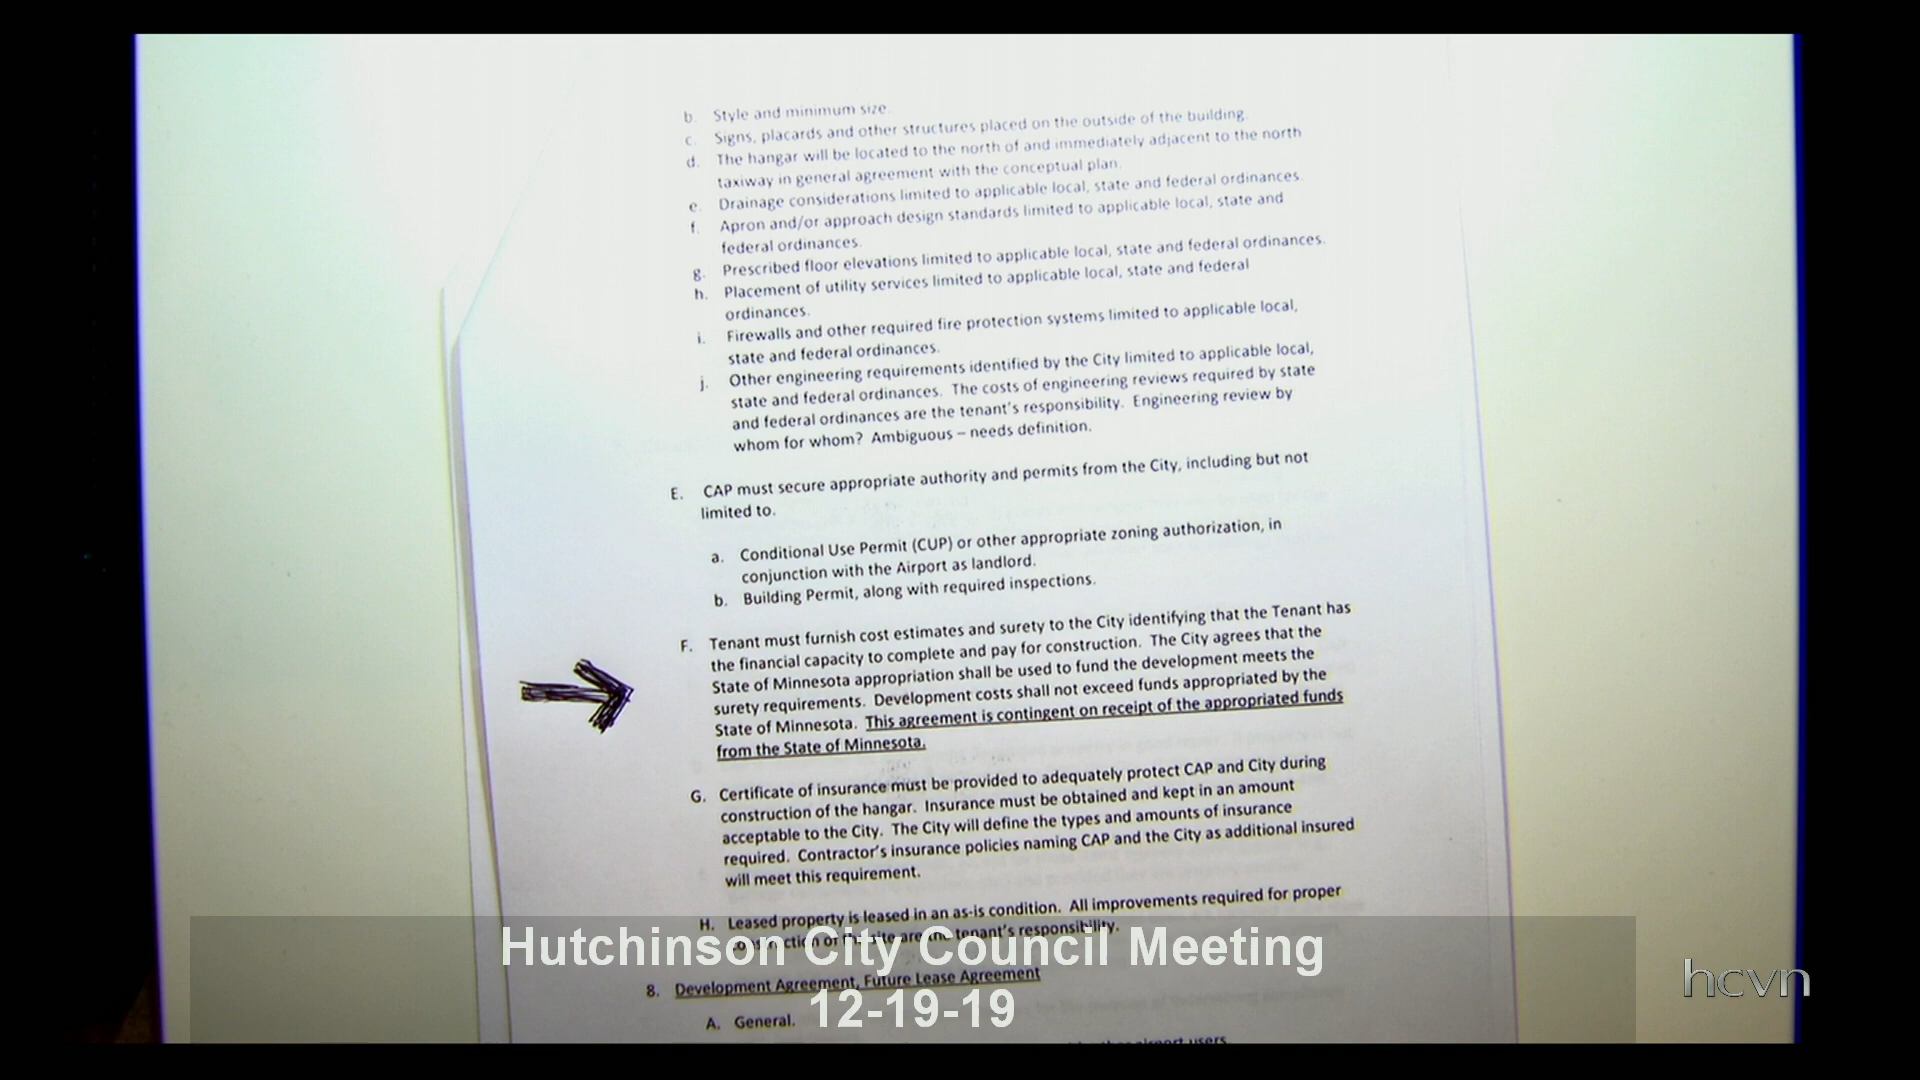 b. Style and minimum size.
c. Signs, placards and other structures placed on the outside of the building.
d. The hangar will be located to the north of and immediately adjacent to the north
taxiway in general agreement with the conceptual plan.
e. Drainage considerations limited to applicable local, state and federal ordinances.
f. Apron and/or approach design standards limited to applicable local, state and
federal ordinances.
g. Prescribed floor elevations limited to applicable local, state and federal ordinances.
h. Placement of utility services limited to applicable local, state and federal
ordinances.
i. Firewalls and other required fire protection systems limited to applicable local,
state and federal ordinances.
j. Other engineering requirements identified by the City limited to applicable local,
state and federal ordinances. The costs of engineering reviews required by state
and federal ordinances are the tenant's responsibility. Engineering review by
whom for whom? Ambiguous – needs definition.
E. CAP must secure appropriate authority and permits from the City, including but not
limited to.
a. Conditional Use Permit (CUP) or other appropriate zoning authorization, in
conjunction with the Airport as landlord.
b. Building Permit, along with required inspections.
F. Tenant must furnish cost estimates and surety to the City identifying that the Tenant has
the financial capacity to complete and pay for construction. The City agrees that the
State of Minnesota appropriation shall be used to fund the development meets the
surety requirements. Development costs shall not exceed funds appropriated by the
State of Minnesota. This agreement is contingent on receipt of the appropriated funds
from the State of Minnesota.
G. Certificate of insurance must be provided to adequately protect CAP and City during
construction of the hangar. Insurance must be obtained and kept in an amount
acceptable to the City. The City will define the types and amounts of insurance
required. Contractor's insurance policies naming CAP and the City as additional insured
will meet this requirement.
H. Leased property is leased in an as-is condition. All improvements required for proper
construction of the site are the tenant's responsibility.
Hutchinson City Council Meeting
hcvn
8. Development Agreement, Future Lease Agreement
12-19-19
A. General.
airport users